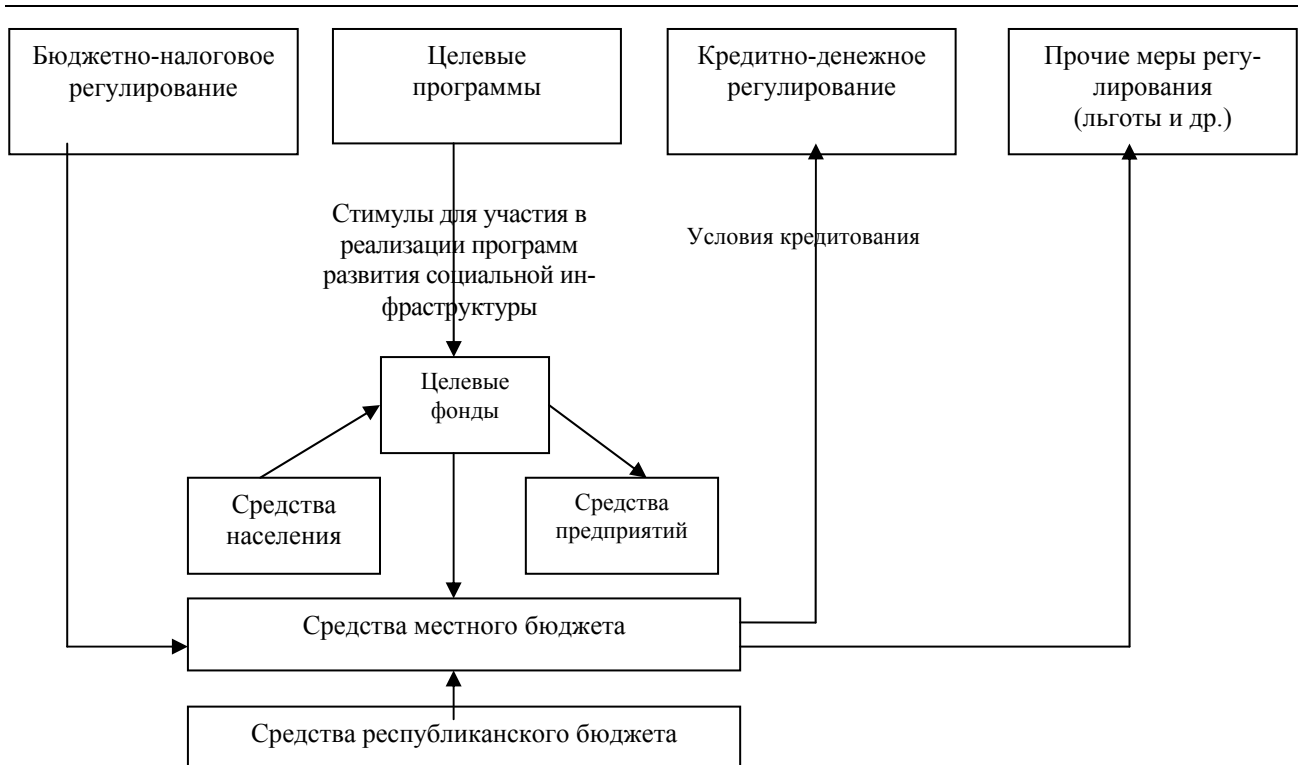 Бюджетно-налоговое
регулирование
Целевые
программы
Кредитно-денежное
регулирование
Прочие меры регу-
лирования
(льготы и др.)
Стимулы для участия в
реализации программ
развития социальной ин-
фраструктуры
Условия кредитования
Целевые
фонды
Средства
населения
Средства
предприятий
Средства местного бюджета
Средства республиканского бюджета